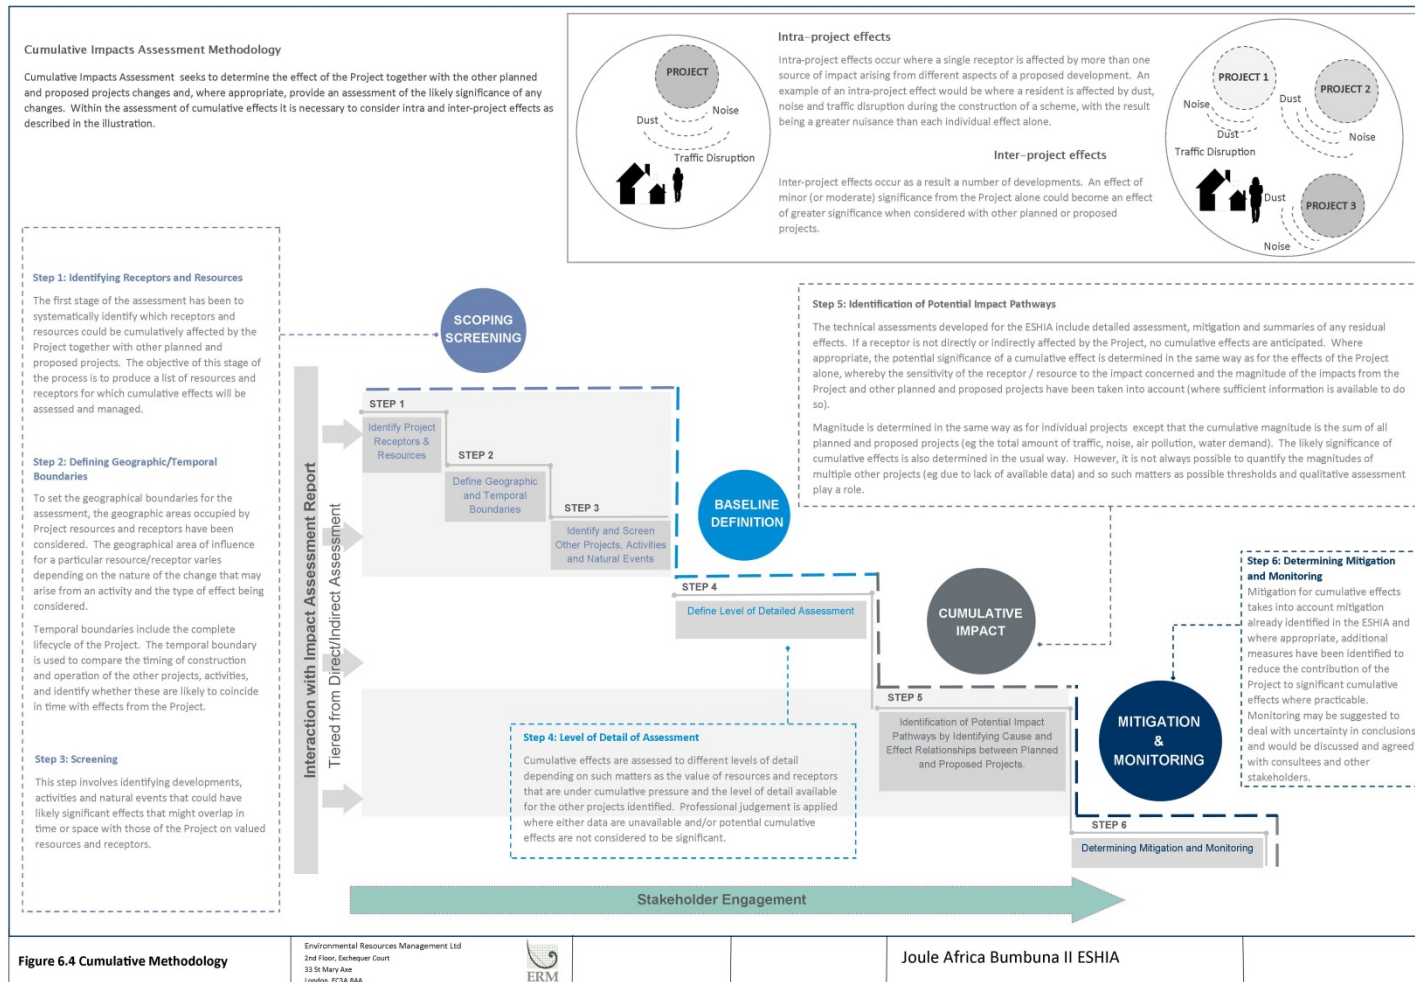 Cumulative Impacts Assessment Methodology
Cumulative Impacts Assessment seeks to determine the effect of the Project together with the other planned
and proposed projects changes and, where appropriate, provide an assessment of the likely significance of any
changes. Within the assessment of cumulative effects it is necessary to consider intra and inter-project effects as
described in the illustration.
PROJECT
Noise
Dust
Traffic Disruption
Intra-project effects
Intra-project effects occur where a single receptor is affected by more than one
source of impact arising from different aspects of a proposed development. An
example of an intra-project effect would be where a resident is affected by dust,
noise and traffic disruption during the construction of a scheme, with the result
being a greater nuisance than each individual effect alone.
Inter-project effects
Inter-project effects occur as a result a number of developments. An effect of
minor (or moderate) significance from the Project alone could become an effect
of greater significance when considered with other planned or proposed
projects.
PROJECT 1
PROJECT 2
Noise
Dust
Dust
Noise
Traffic Disruption
Dust
PROJECT 3
Noise
Step 1: Identifying Receptors and Resources
The first stage of the assessment has been to
systematically identify which receptors and
resources could be cumulatively affected by the
Project together with other planned and
proposed projects. The objective of this stage of
the process is to produce a list of resources and
receptors for which cumulative effects will be
assessed and managed.
Step 2: Defining Geographic/Temporal
Boundaries
To set the geographical boundaries for the
assessment, the geographic areas occupied by
Project resources and receptors have been
considered. The geographical area of influence
for a particular resource/receptor varies
depending on the nature of the change that may
arise from an activity and the type of effect being
considered.
Temporal boundaries include the complete
lifecycle of the Project. The temporal boundary
is used to compare the timing of construction
and operation of the other projects, activities,
and identify whether these are likely to coincide
in time with effects from the Project.
Step 3: Screening
This step involves identifying developments,
activities and natural events that could have
likely significant effects that might overlap in
time or space with those of the Project on valued
resources and receptors.
SCOPING
SCREENING
Interaction with Impact Assessment Report
Tiered from Direct/Indirect Assessment
STEP 1
Identify Project
Receptors &
Resources
STEP 2
Define Geographic
and Temporal
Boundaries
STEP 3
Identify and Screen
Other Projects, Activities
and Natural Events
BASELINE
DEFINITION
STEP 4
Define Level of Detailed Assessment
Step 4: Level of Detail of Assessment
Cumulative effects are assessed to different levels of detail
depending on such matters as the value of resources and receptors
that are under cumulative pressure and the level of detail available
for the other projects identified. Professional judgement is applied
where either data are unavailable and/or potential cumulative
effects are not considered to be significant.
Step 5: Identification of Potential Impact Pathways
The technical assessments developed for the ESHIA include detailed assessment, mitigation and summaries of any residual
effects. If a receptor is not directly or indirectly affected by the Project, no cumulative effects are anticipated. Where
appropriate, the potential significance of a cumulative effect is determined in the same way as for the effects of the Project
alone, whereby the sensitivity of the receptor / resource to the impact concerned and the magnitude of the impacts from the
Project and other planned and proposed projects have been taken into account (where sufficient information is available to do
so).
Magnitude is determined in the same way as for individual projects except that the cumulative magnitude is the sum of all
planned and proposed projects (eg the total amount of traffic, noise, air pollution, water demand). The likely significance of
cumulative effects is also determined in the usual way. However, it is not always possible to quantify the magnitudes of
multiple other projects (eg due to lack of available data) and so such matters as possible thresholds and qualitative assessment
play a role.
CUMULATIVE
IMPACT
STEP 5
Identification of Potential Impact
Pathways by Identifying Cause and
Effect Relationships between Planned
and Proposed Projects.
MITIGATION
&
MONITORING
Step 6: Determining Mitigation
and Monitoring
Mitigation for cumulative effects
takes into account mitigation
already identified in the ESHIA and
where appropriate, additional
measures have been identified to
reduce the contribution of the
Project to significant cumulative
effects where practicable.
Monitoring may be suggested to
deal with uncertainty in conclusions
and would be discussed and agreed
with consultees and other
stakeholders.
STEP 6
Determining Mitigation and Monitoring
Stakeholder Engagement
Figure 6.4 Cumulative Methodology
Environmental Resources Management Ltd
2nd Floor, Exchequer Court
33 St Mary Axe
London, EC3A 8AA
ERM
Joule Africa Bumbuna II ESHIA